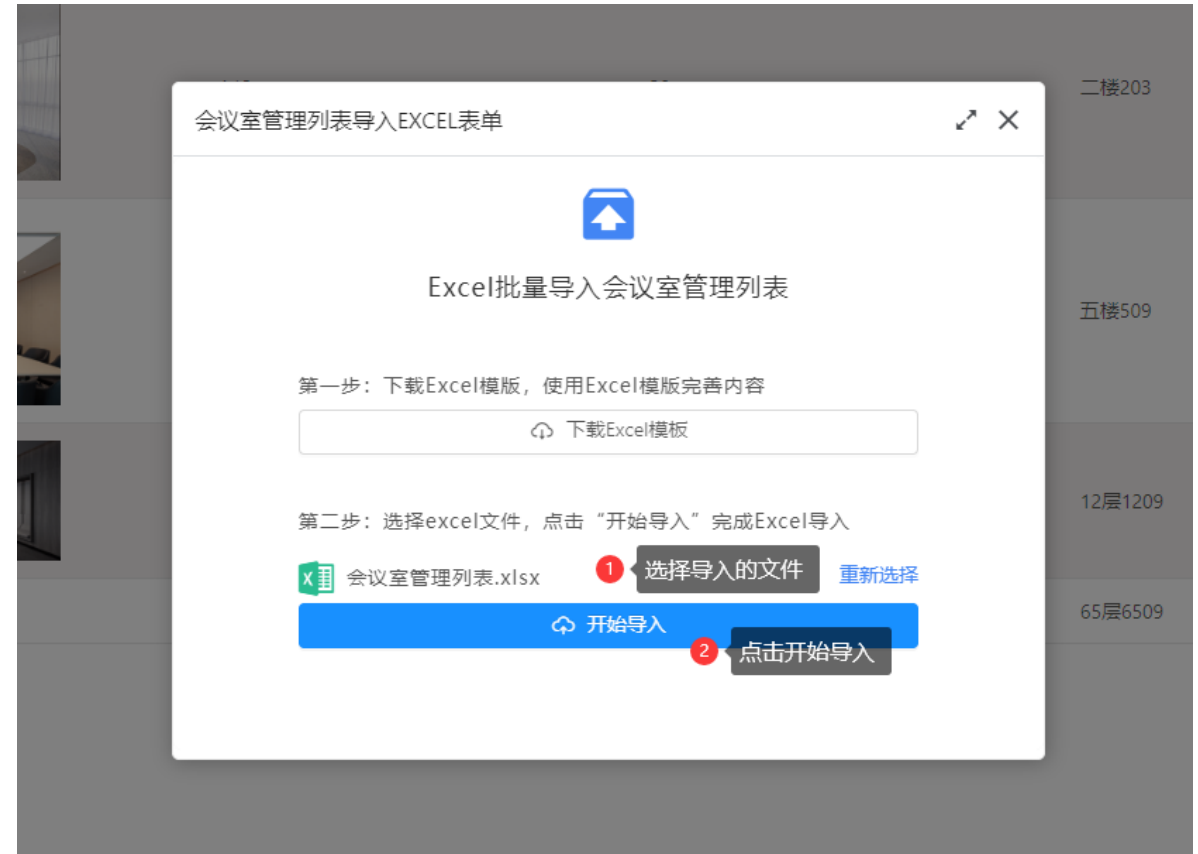 二楼203
会议室管理列表导入EXCEL表单
Excel批量导入会议室管理列表
五楼509
第一步：下载Excel模版，使用Excel模版完善内容
下载Excel模板
12层1209
第二步：选择excel文件，点击“开始导入”完成Excel导入
会议室管理列表.xlsx 1 选择导入的文件 重新选择
65层6509
开始导入
2 点击开始导入